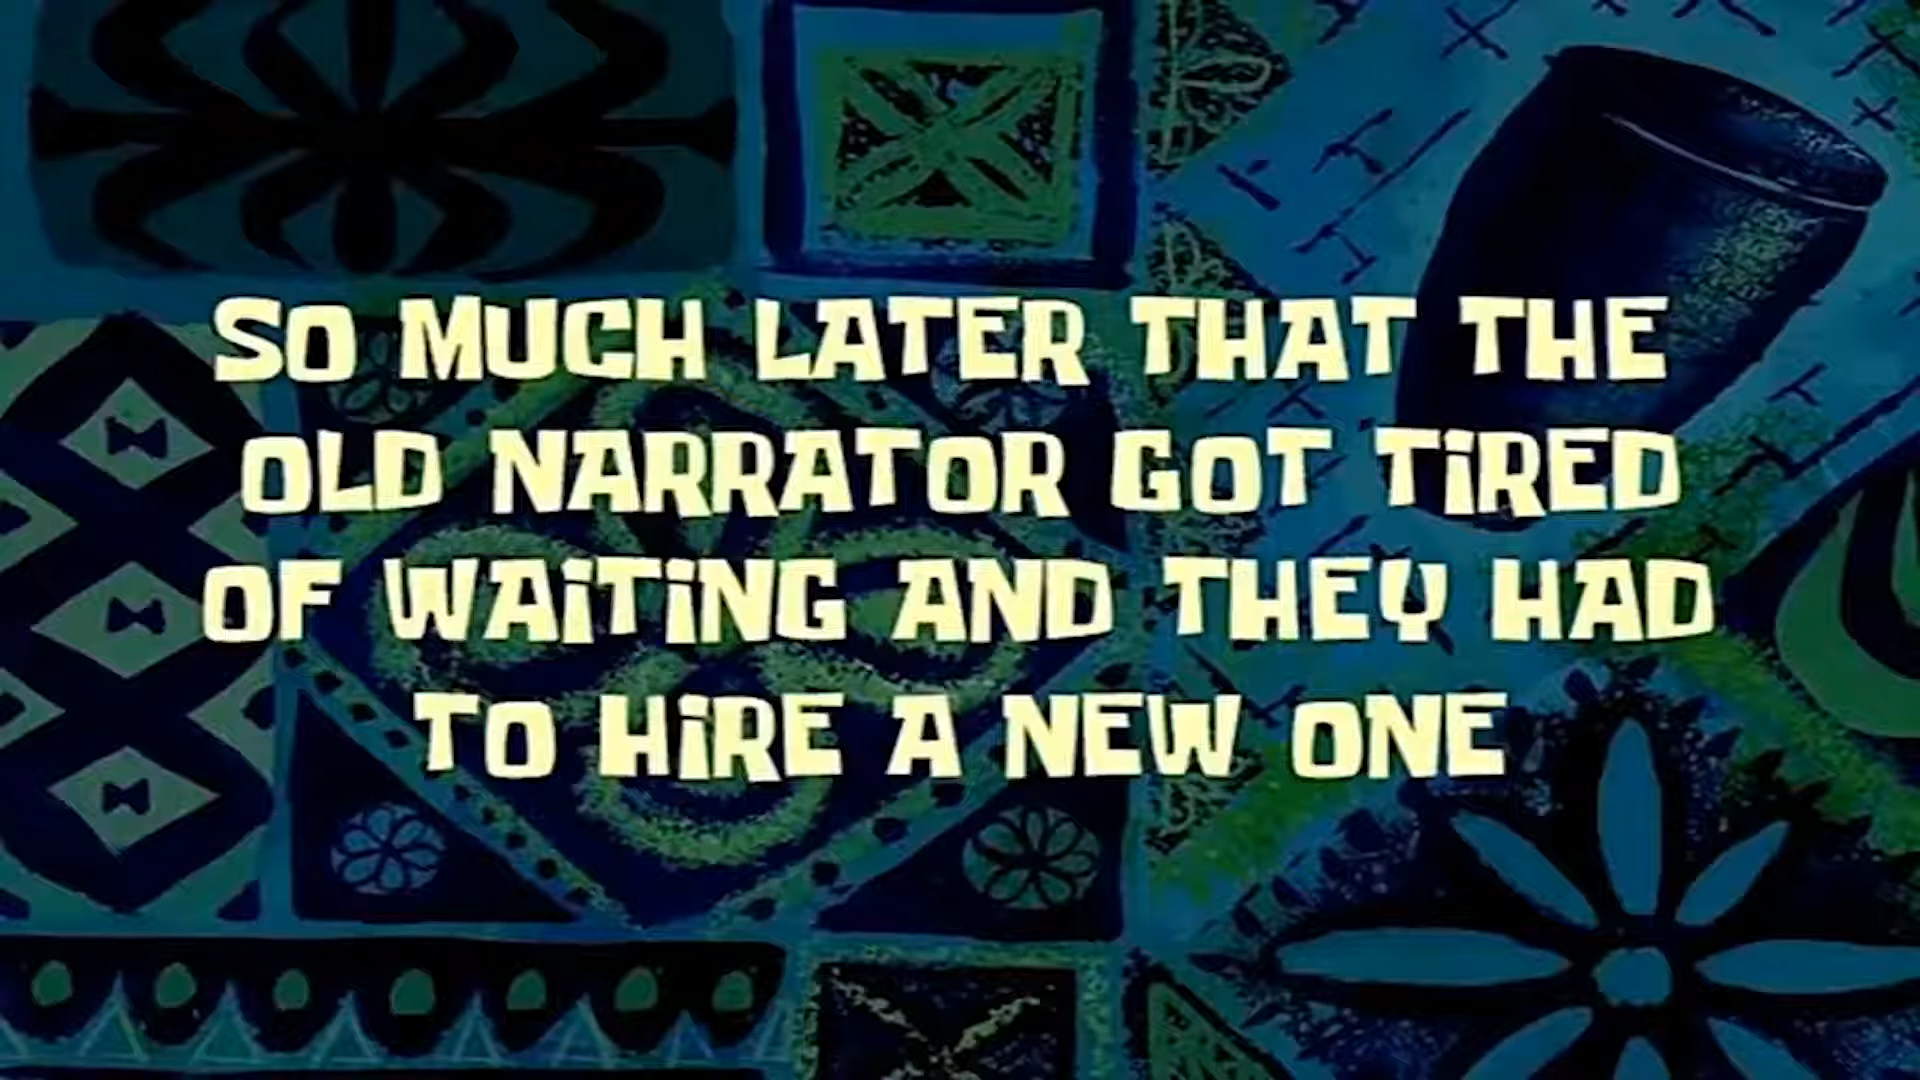 SO MUCH LATER THAT THE
OLD NARRATOR GOT TiRED
OF WAiTiNG AND THEY HAD
TO HiRE A NEW ONE